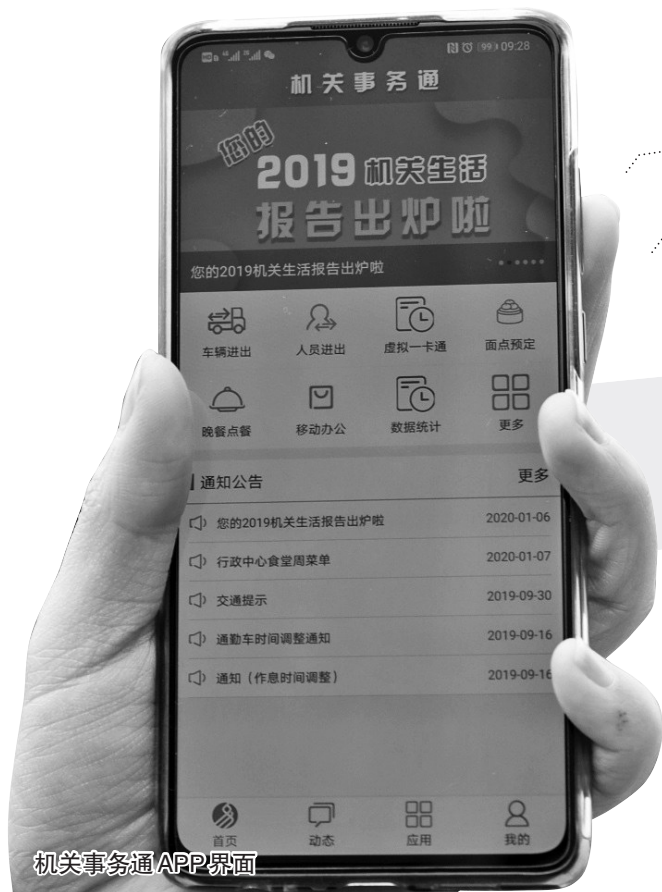 99 09:28
机关事务通
您的
2019机关生活
报告出炉啦
您的2019机关生活报告出炉啦
车辆进出 人员进出 虚拟一卡通 面点预定
晚餐点餐 移动办公 数据统计 更多
通知公告 更多
您的2019机关生活报告出炉啦 2020-01-06
行政中心食堂周菜单 2020-01-07
交通提示 2019-09-30
通勤车时间调整通知 2019-09-16
通知（作息时间调整） 2019-09-16
首页 动态 应用 我的
机关事务通APP界面